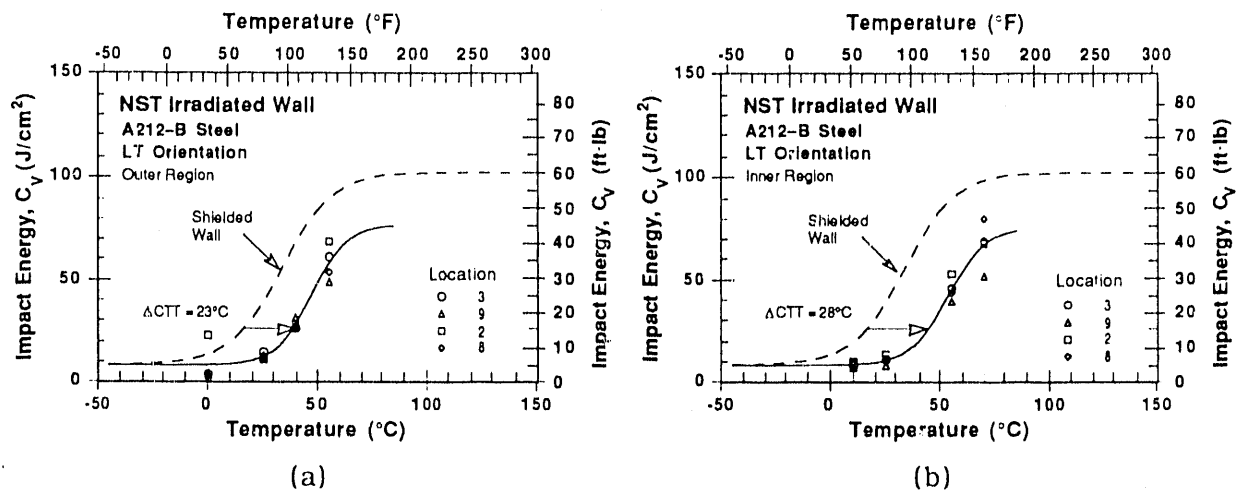 Temperature (°F)
-50 0 50 100 150 200 250 300
150
100
50
0
Impact Energy, CV (J/cm2)
NST Irradiated Wall
A212-B Steel
LT Orientation
Outer Region
Shielded
Wall
ΔCTT = 23°C
Location
3
9
2
8
80
70
60
50
40
30
20
10
0
Impact Energy, CV (ft·lb)
-50 0 50 100 150
Temperature (°C)
(a)
Temperature (°F)
-50 0 50 100 150 200 250 300
150
100
50
0
Impact Energy, CV (J/cm2)
NST Irradiated Wall
A212-B Steel
LT Orientation
Inner Region
Shielded
Wall
ΔCTT = 28°C
Location
3
9
2
8
80
70
60
50
40
30
20
10
0
Impact Energy, CV (ft·lb)
-50 0 50 100 150
Temperature (°C)
(b)